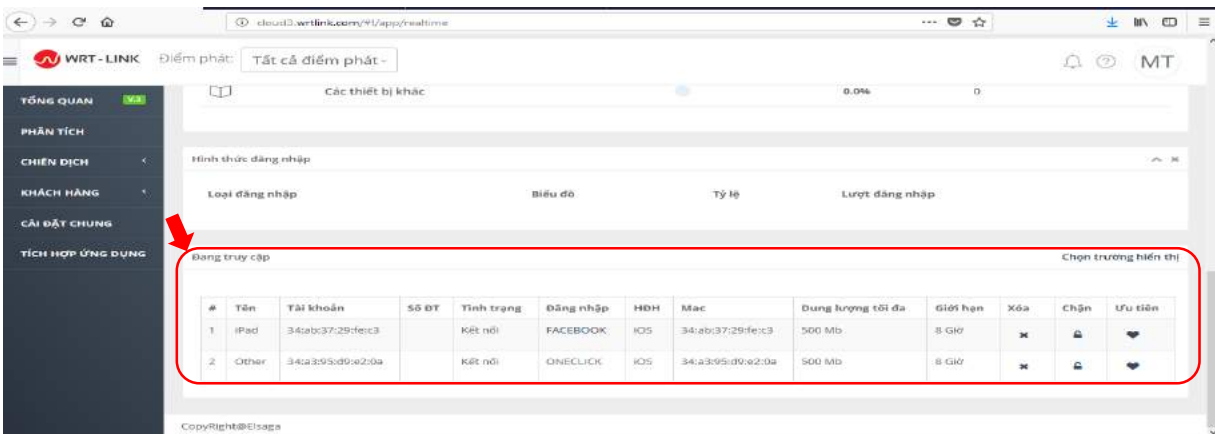 cloud3.wrtlink.com/#!/app/realtime
WRT-LINK Điểm phát: Tất cả điểm phát - MT
TỔNG QUAN V.3
PHÂN TÍCH
CHIẾN DỊCH
KHÁCH HÀNG
CÀI ĐẶT CHUNG
TÍCH HỢP ỨNG DỤNG
Các thiết bị khác 0.0% 0
Hình thức đăng nhập
Loại đăng nhập Biểu đồ Tỷ lệ Lượt đăng nhập
Đang truy cập Chọn trường hiển thị
# Tên Tài khoản Số ĐT Tình trạng Đăng nhập HĐH Mac Dung lượng tối đa Giới hạn Xóa Chặn Ưu tiên
1 iPad 34:ab:37:29:fe:c3 Kết nối FACEBOOK iOS 34:ab:37:29:fe:c3 500 Mb 8 Giờ
2 Other 34:a3:95:d9:e2:0a Kết nối ONECLICK iOS 34:a3:95:d9:e2:0a 500 Mb 8 Giờ
CopyRight@Elsaga